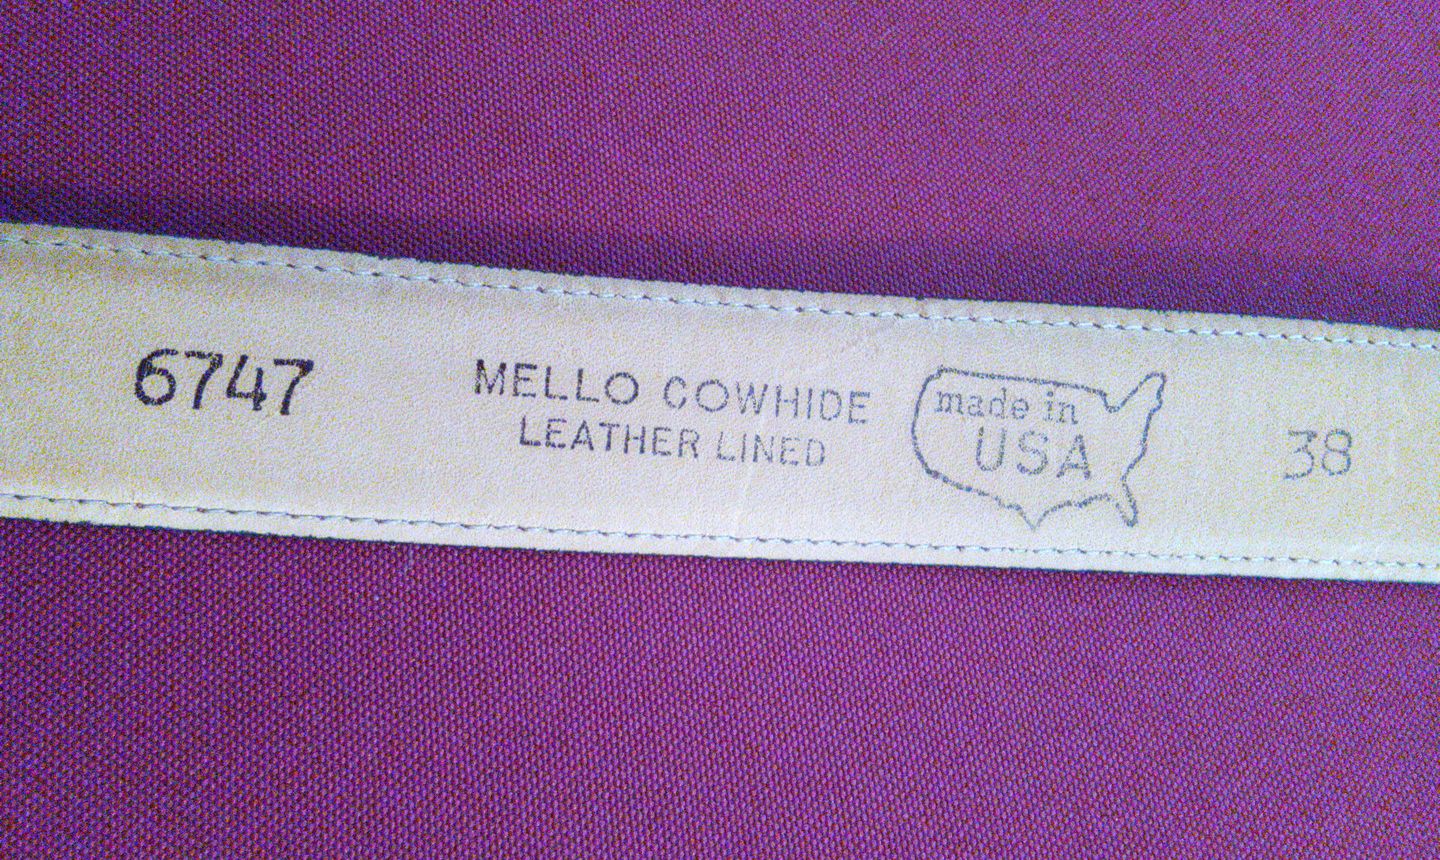 6747
MELLO COWHIDE
LEATHER LINED
made in
USA
38